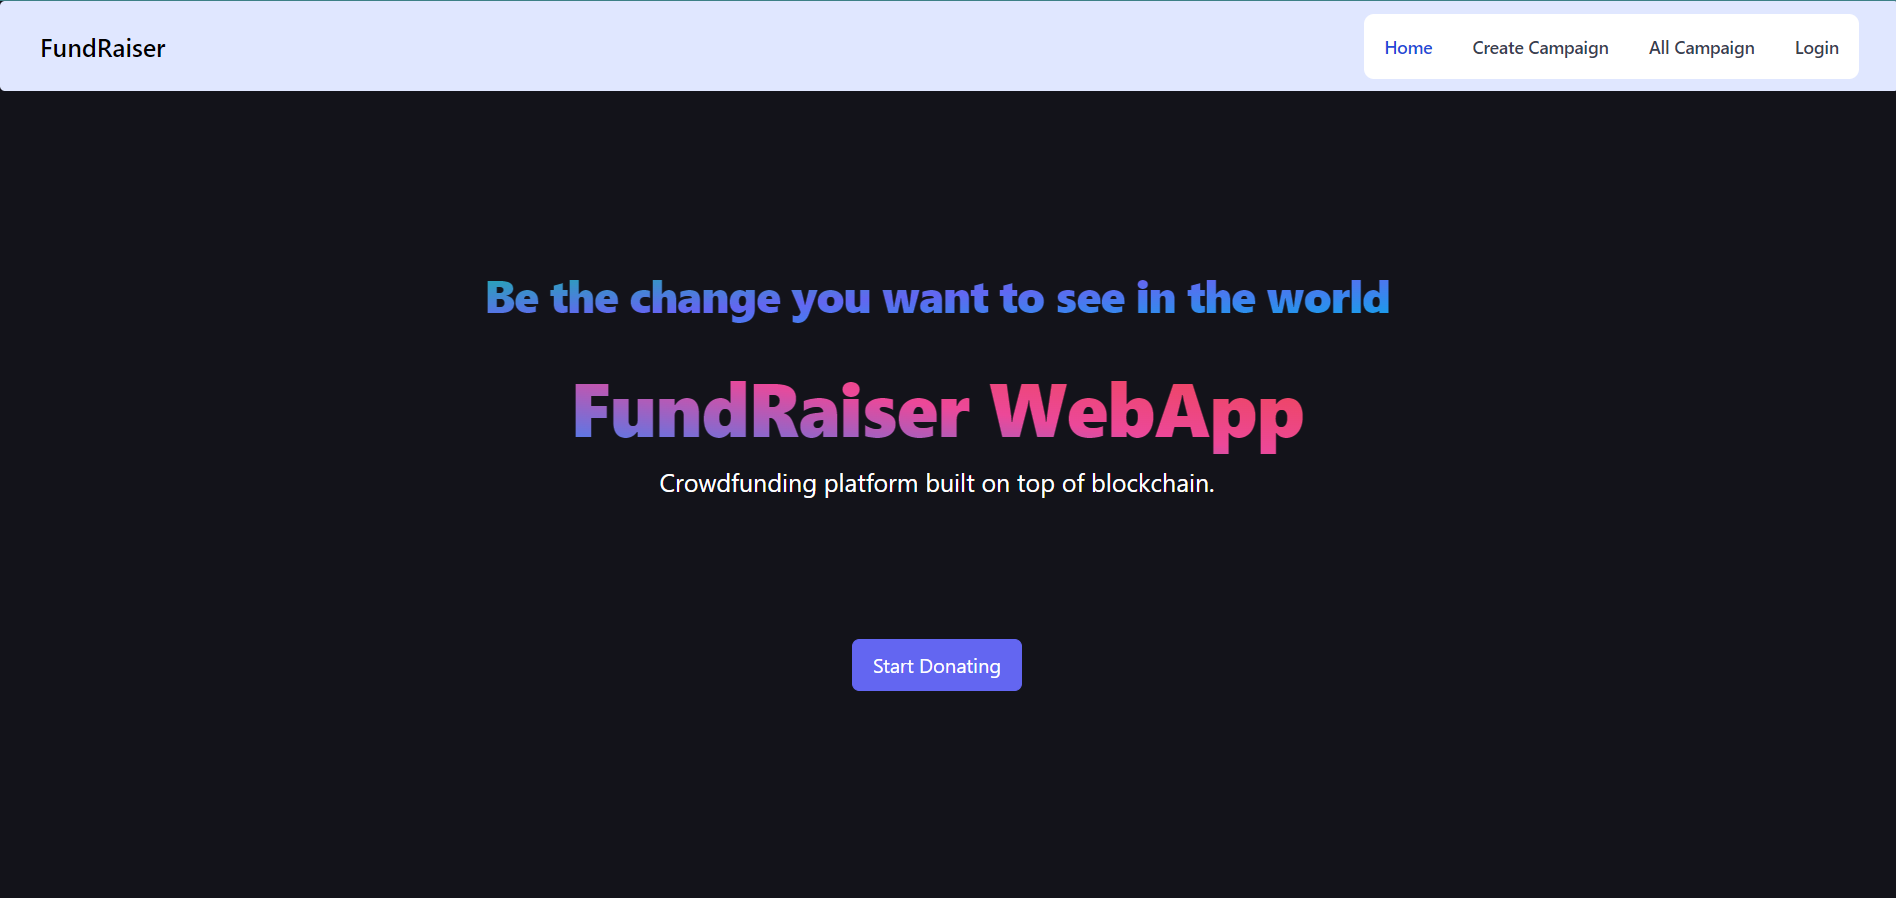 FundRaiser
Home Create Campaign All Campaign Login
Be the change you want to see in the world
FundRaiser WebApp
Crowdfunding platform built on top of blockchain.
Start Donating